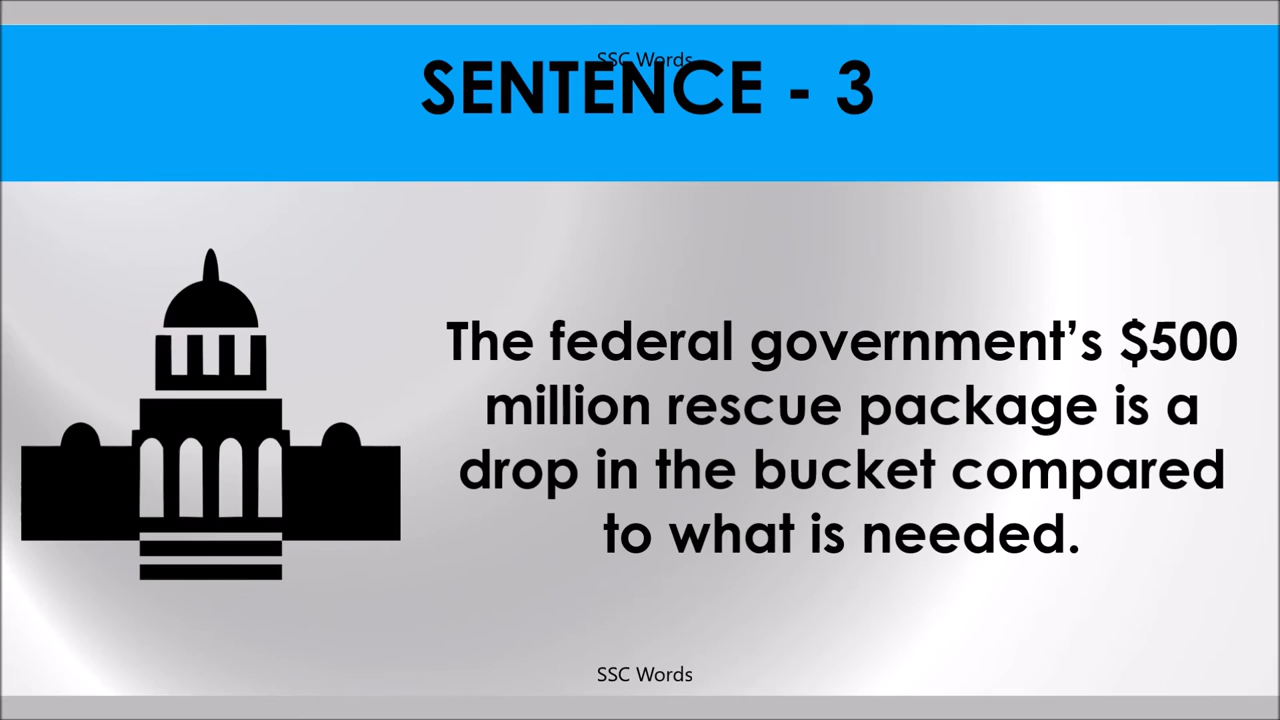 SSC Words
SENTENCE - 3
The federal government’s $500
million rescue package is a
drop in the bucket compared
to what is needed.
SSC Words